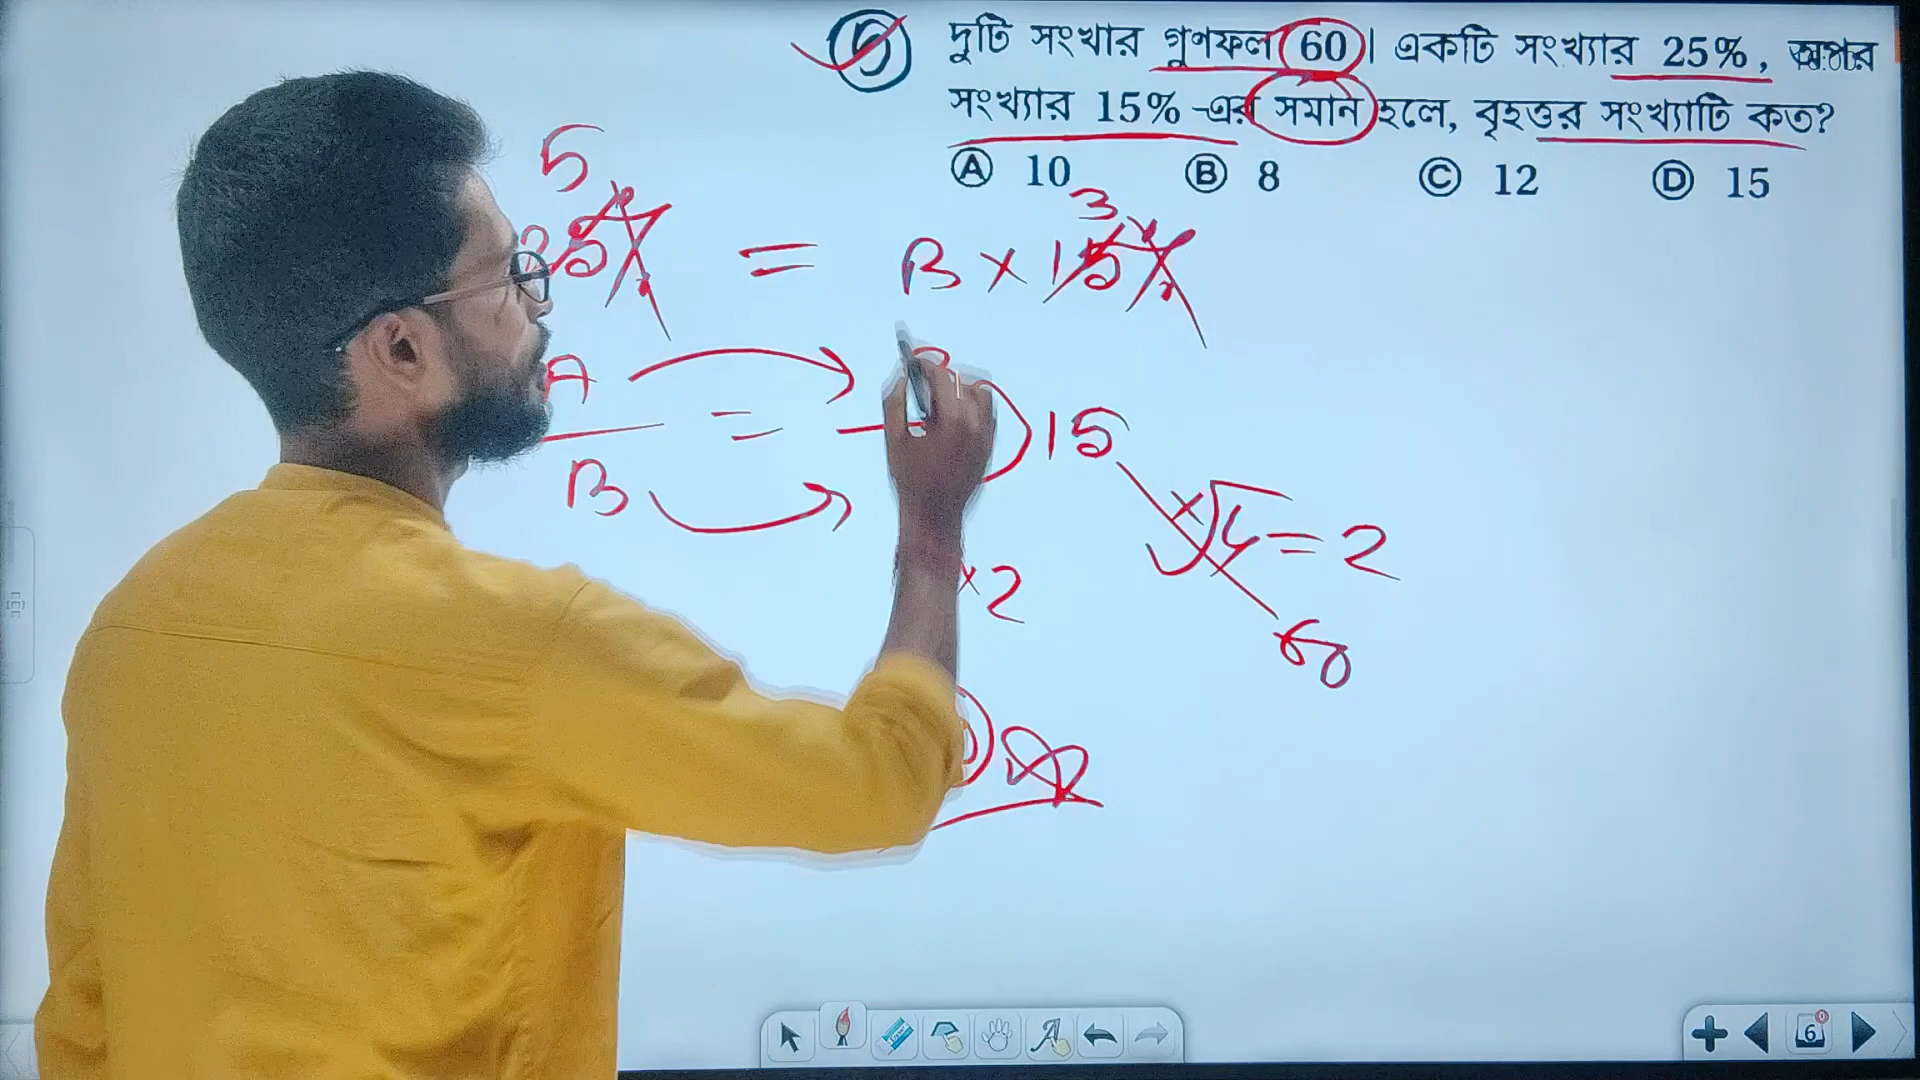 দুটি সংখার গুণফল 60। একটি সংখ্যার 25%, অপর
সংখ্যার 15% -এর সমান হলে, বৃহত্তর সংখ্যাটি কত?
Ⓐ 10 Ⓑ 8 Ⓒ 12 Ⓓ 15
5 3
25% = B × 15%
A
= 15
B
×√4 = 2
×2
60
6